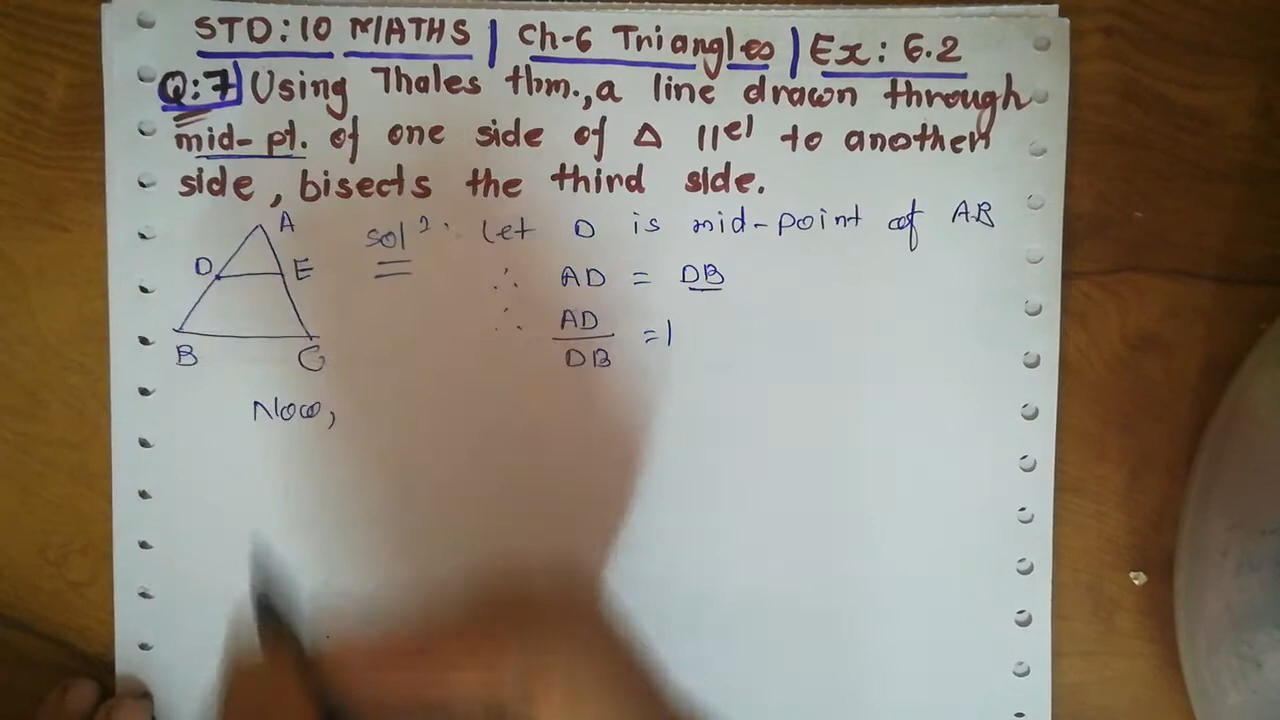 STD:10 MATHS | Ch-6 Triangles | Ex: 6.2
Q:7 Using Thales thm., a line drawn through
mid-pt. of one side of Δ ||el to another
side, bisects the third side.
A
D E
B C
sol?. Let D is mid-point of AB
∴ AD = DB
∴ AD/DB = 1
Now,